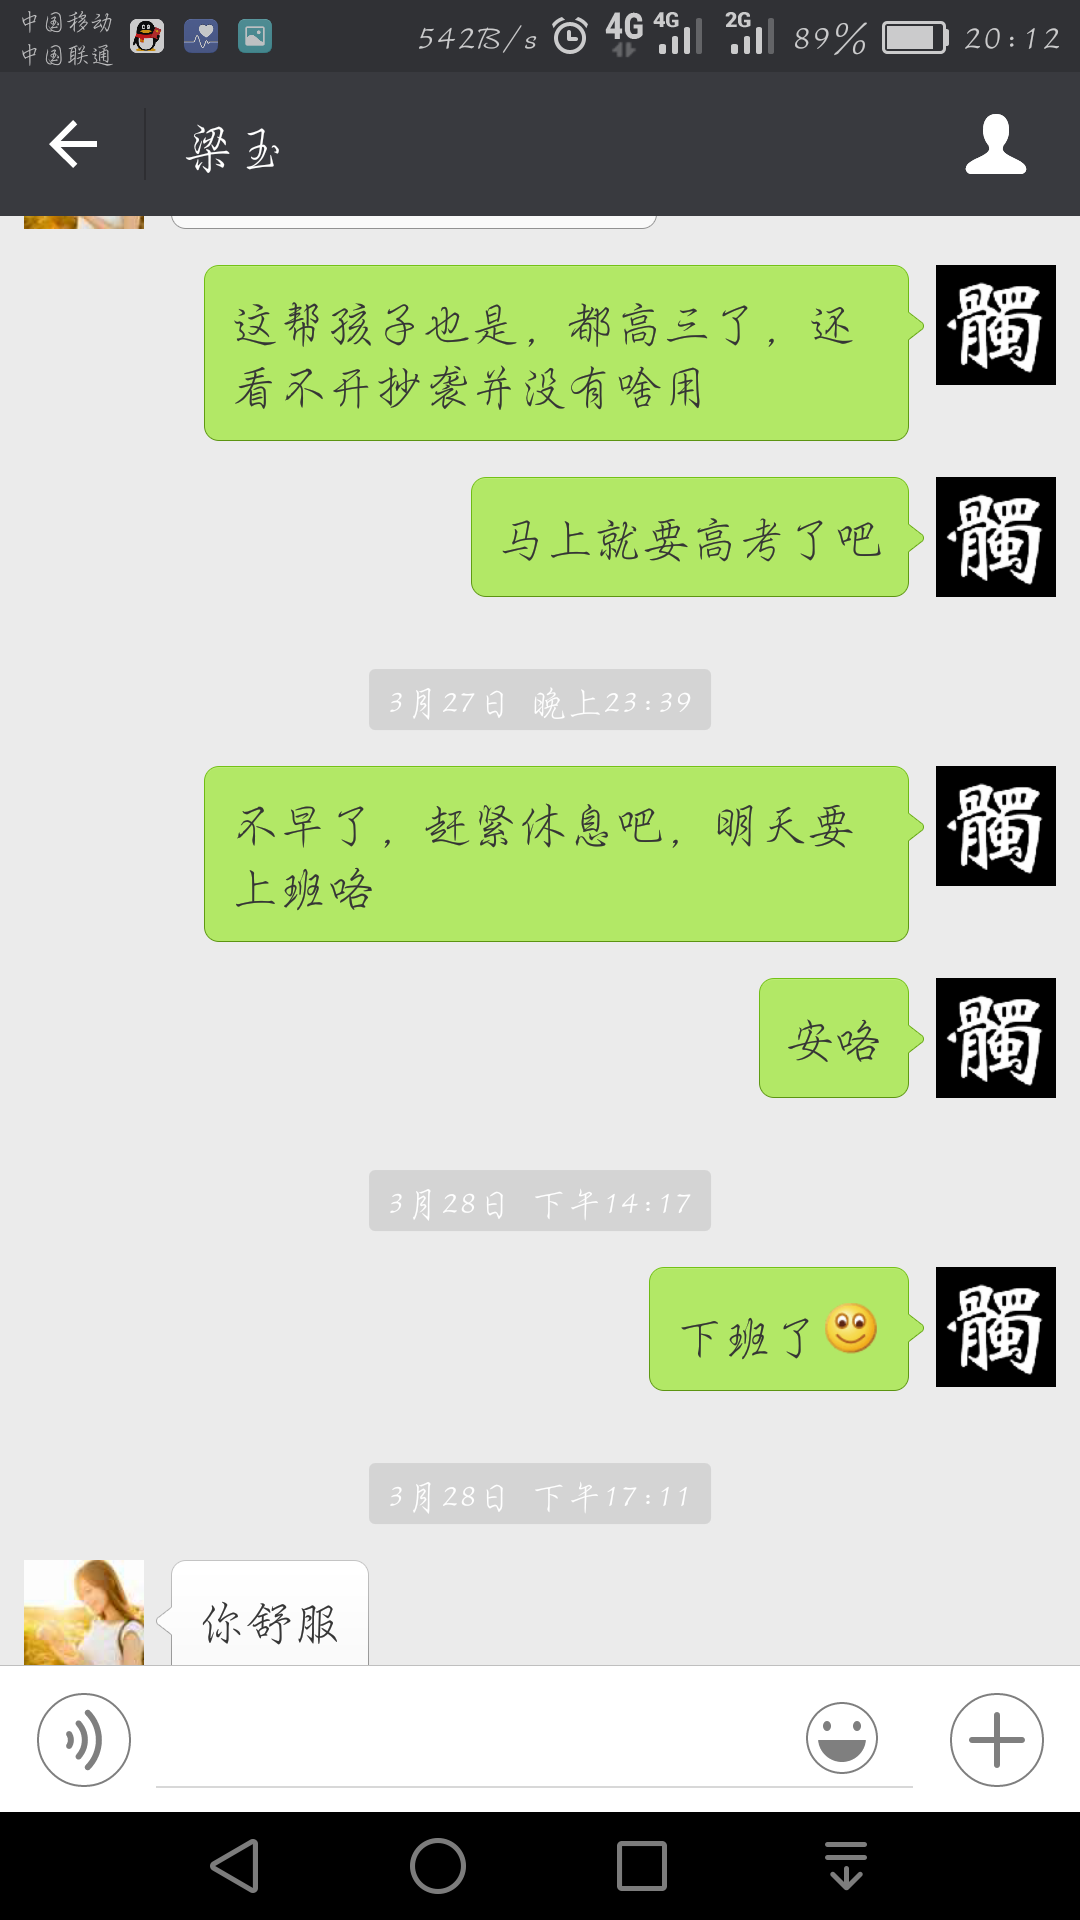 中国移动
中国联通
542B/s 4G 4G 2G 89% 20:12
梁玉
这帮孩子也是，都高三了，还
看不开抄袭并没有啥用
髑
马上就要高考了吧
髑
3月27日 晚上23:39
不早了，赶紧休息吧，明天要
上班咯
髑
安咯
髑
3月28日 下午14:17
下班了
髑
3月28日 下午17:11
你舒服